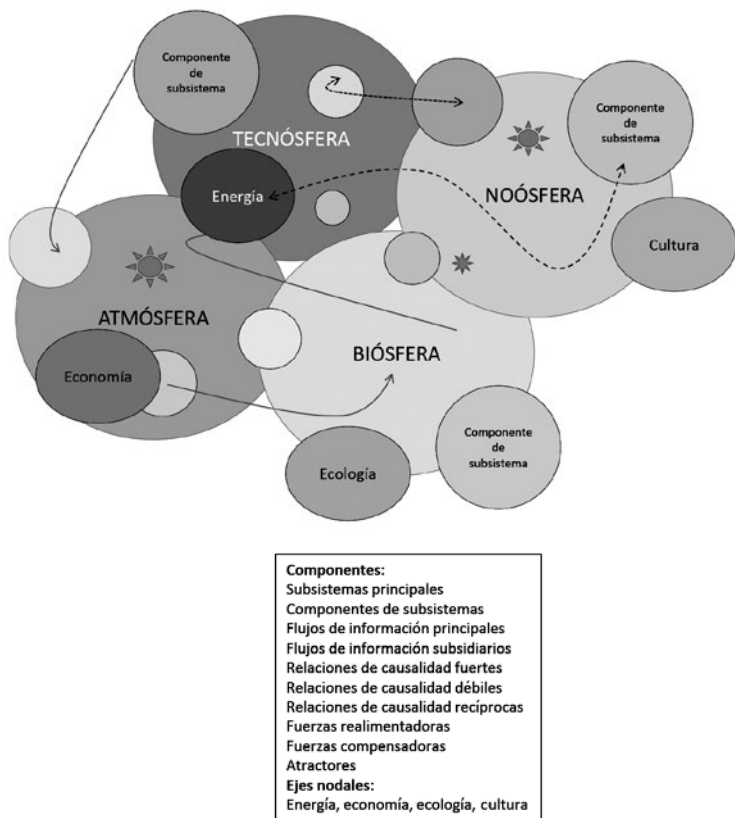 Componente
de
subsistema
TECNÓSFERA
Componente
de
subsistema
NOÓSFERA
Energía
Cultura
ATMÓSFERA
BIÓSFERA
Economía
Componente
de
subsistema
Ecología
Componentes:
Subsistemas principales
Componentes de subsistemas
Flujos de información principales
Flujos de información subsidiarios
Relaciones de causalidad fuertes
Relaciones de causalidad débiles
Relaciones de causalidad recíprocas
Fuerzas realimentadoras
Fuerzas compensadoras
Atractores
Ejes nodales:
Energía, economía, ecología, cultura